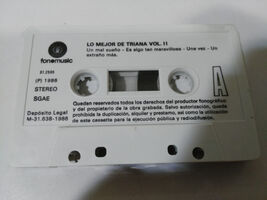 fonomusic
LO MEJOR DE TRIANA VOL. II
Un mal sueño - Es algo tan maravilloso - Una vez - Un
extraño más.
(P) 1986
STEREO
SGAE
A
Depósito Legal
M-31.638-1986
Quedan reservados todos los derechos del productor fonográfico
y del propietario de la obra grabada. Salvo autorización, queda
prohibida la duplicación, alquiler y préstamo, así como la utilización
de este cassette para la ejecución pública y radiodifusión.